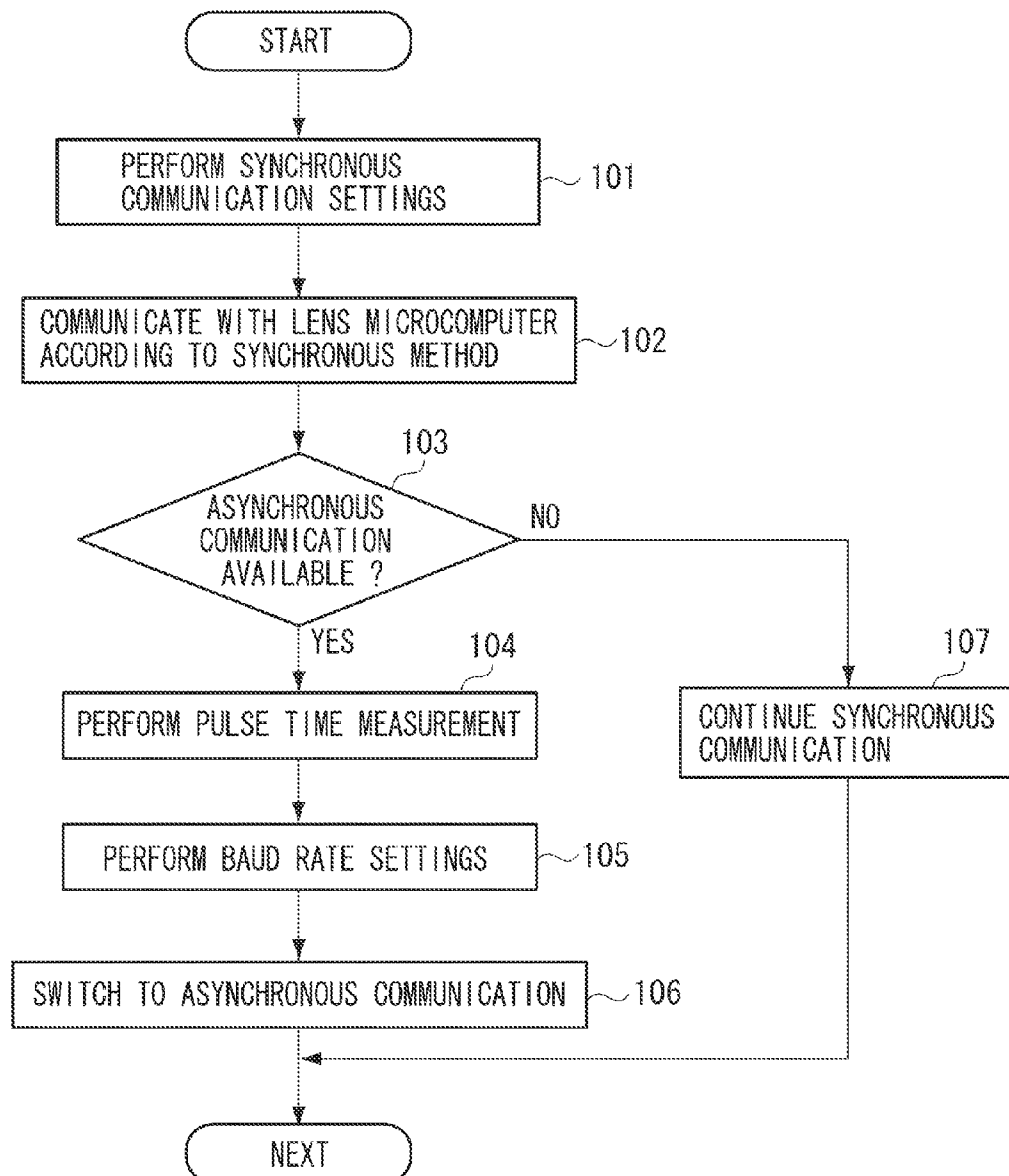 START
PERFORM SYNCHRONOUS
COMMUNICATION SETTINGS
101
COMMUNICATE WITH LENS MICROCOMPUTER
ACCORDING TO SYNCHRONOUS METHOD
102
103
ASYNCHRONOUS
COMMUNICATION
AVAILABLE ?
NO
YES
104
PERFORM PULSE TIME MEASUREMENT
107
CONTINUE SYNCHRONOUS
COMMUNICATION
PERFORM BAUD RATE SETTINGS
105
SWITCH TO ASYNCHRONOUS COMMUNICATION
106
NEXT